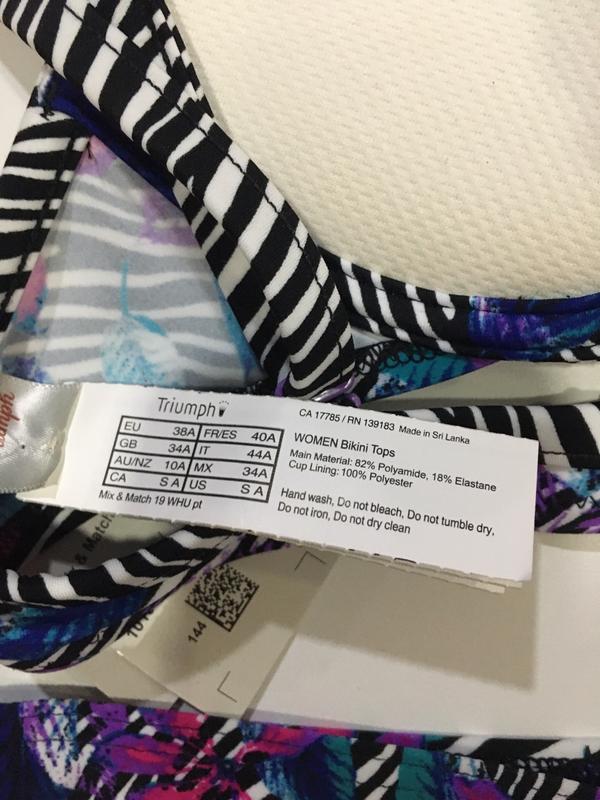 Triumph
EU 38A FR/ES 40A
GB 34A IT 44A
AU/NZ 10A MX 34A
CA S A US S A
Mix & Match 19 WHU pt
CA 17785 / RN 139183 Made in Sri Lanka
WOMEN Bikini Tops
Main Material: 82% Polyamide, 18% Elastane
Cup Lining: 100% Polyester
Hand wash, Do not bleach, Do not tumble dry,
Do not iron, Do not dry clean
& Match
144